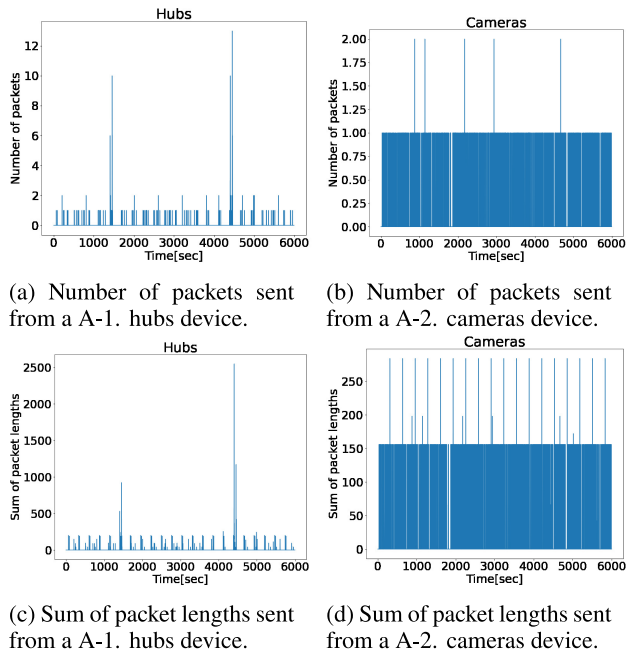 Hubs
Number of packets
12
10
8
6
4
2
0
0 1000 2000 3000 4000 5000 6000
Time[sec]
Cameras
Number of packets
2.00
1.75
1.50
1.25
1.00
0.75
0.50
0.25
0.00
0 1000 2000 3000 4000 5000 6000
Time[sec]
(a) Number of packets sent
from a A-1. hubs device.
(b) Number of packets sent
from a A-2. cameras device.
Hubs
Sum of packet lengths
2500
2000
1500
1000
500
0
0 1000 2000 3000 4000 5000 6000
Time[sec]
Cameras
Sum of packet lengths
250
200
150
100
50
0
0 1000 2000 3000 4000 5000 6000
Time[sec]
(c) Sum of packet lengths sent
from a A-1. hubs device.
(d) Sum of packet lengths sent
from a A-2. cameras device.